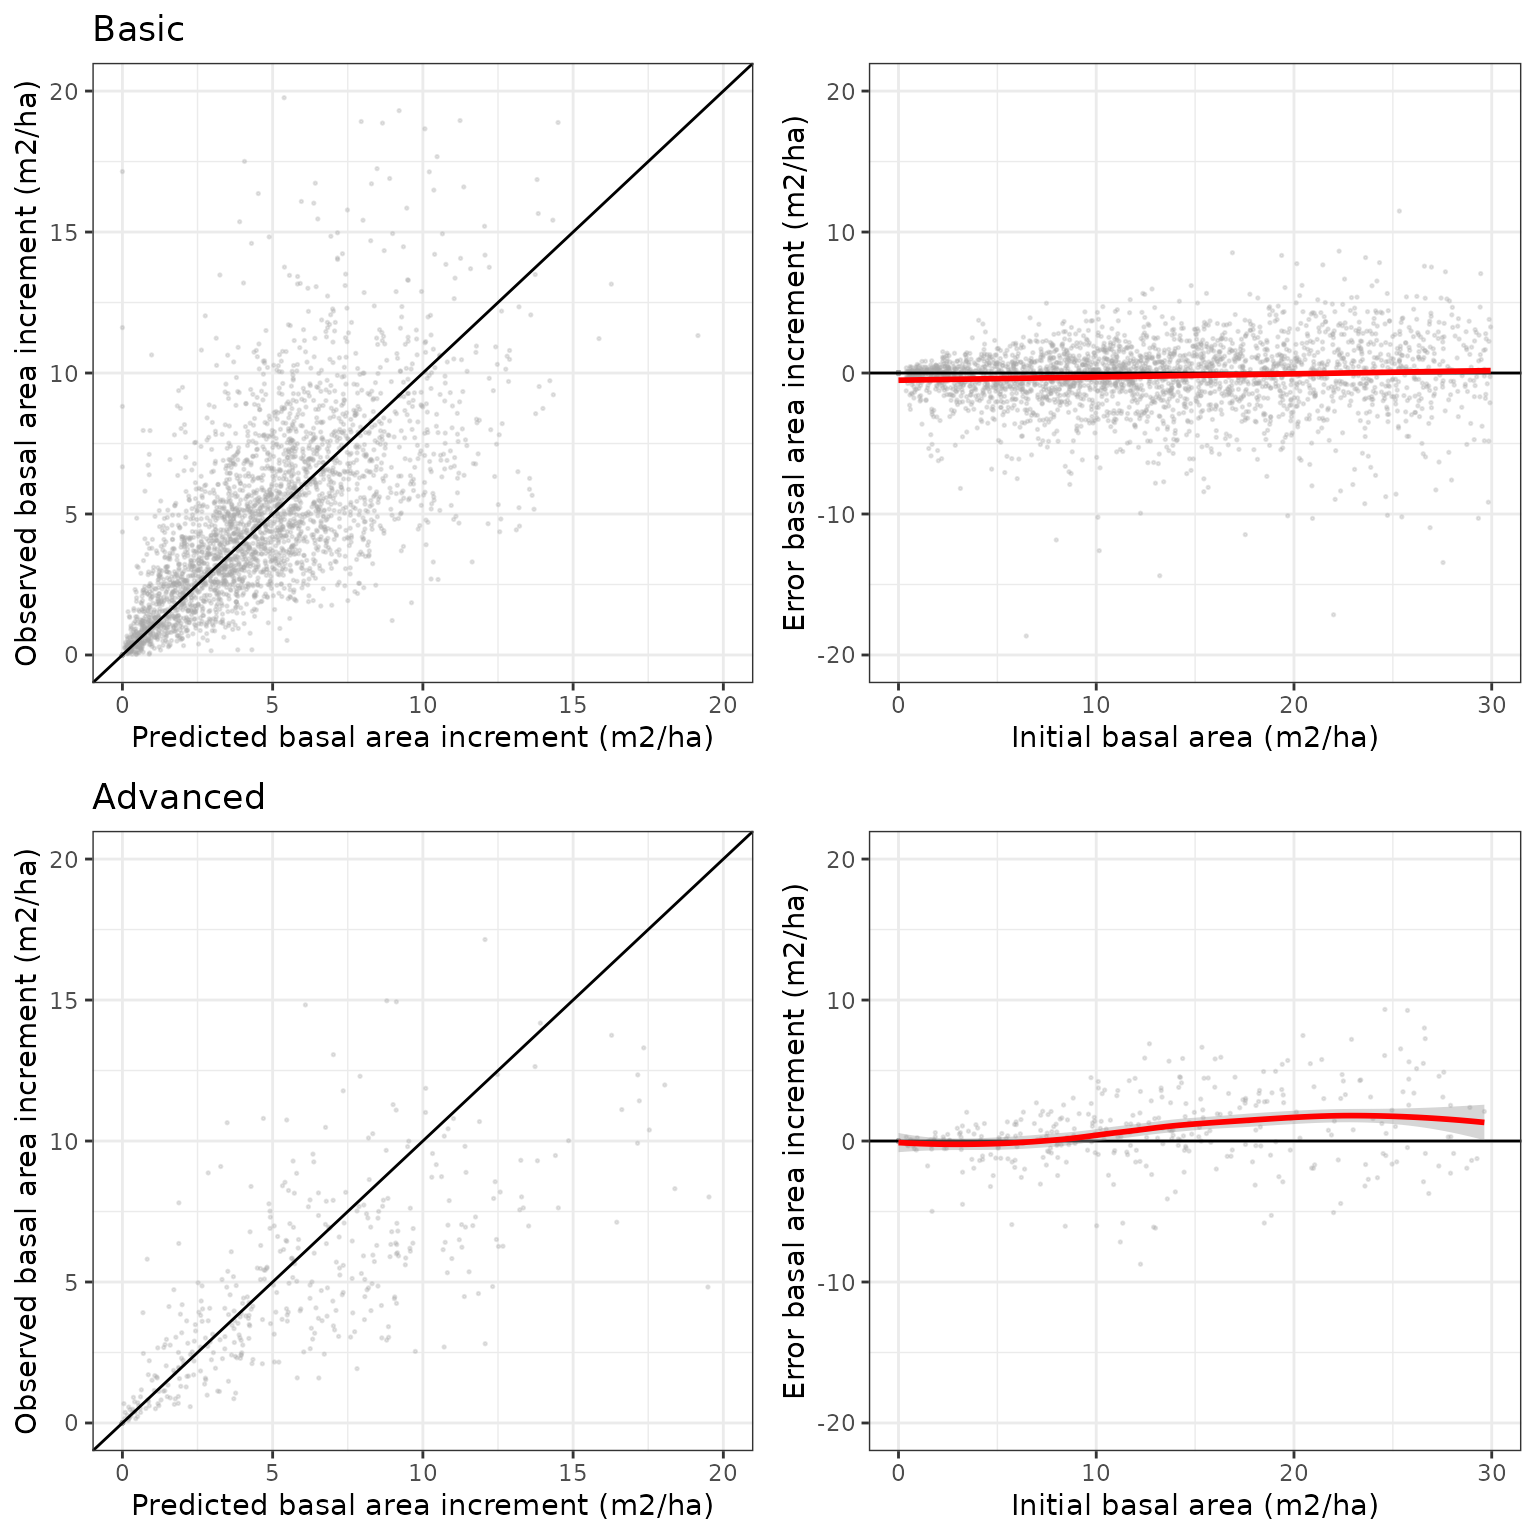 Basic
Observed basal area increment (m2/ha)
20
15
10
5
0
0 5 10 15 20
Predicted basal area increment (m2/ha)
Error basal area increment (m2/ha)
20
10
0
-10
-20
0 10 20 30
Initial basal area (m2/ha)
Advanced
Observed basal area increment (m2/ha)
20
15
10
5
0
0 5 10 15 20
Predicted basal area increment (m2/ha)
Error basal area increment (m2/ha)
20
10
0
-10
-20
0 10 20 30
Initial basal area (m2/ha)